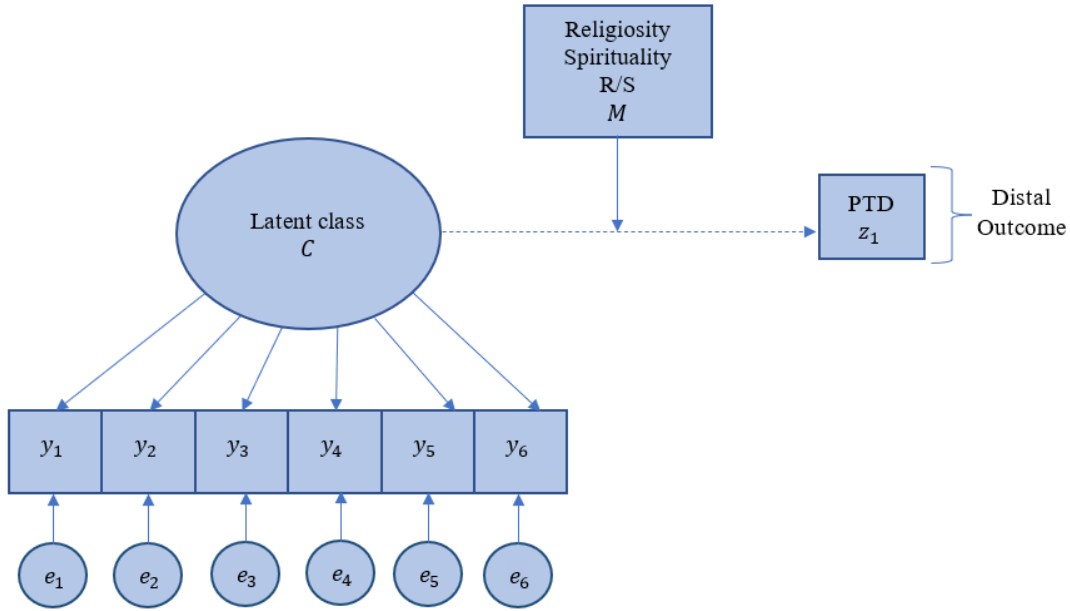 Religiosity
Spirituality
R/S
M
Latent class
C
PTD
z₁
Distal
Outcome
y₁ y₂ y₃ y₄ y₅ y₆
e₁ e₂ e₃ e₄ e₅ e₆